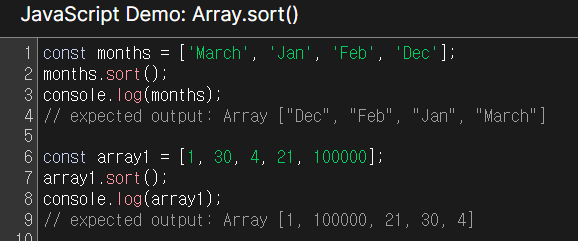 JavaScript Demo: Array.sort()
1 const months = ['March', 'Jan', 'Feb', 'Dec'];
2 months.sort();
3 console.log(months);
4 // expected output: Array ["Dec", "Feb", "Jan", "March"]
5
6 const array1 = [1, 30, 4, 21, 100000];
7 array1.sort();
8 console.log(array1);
9 // expected output: Array [1, 100000, 21, 30, 4]
10